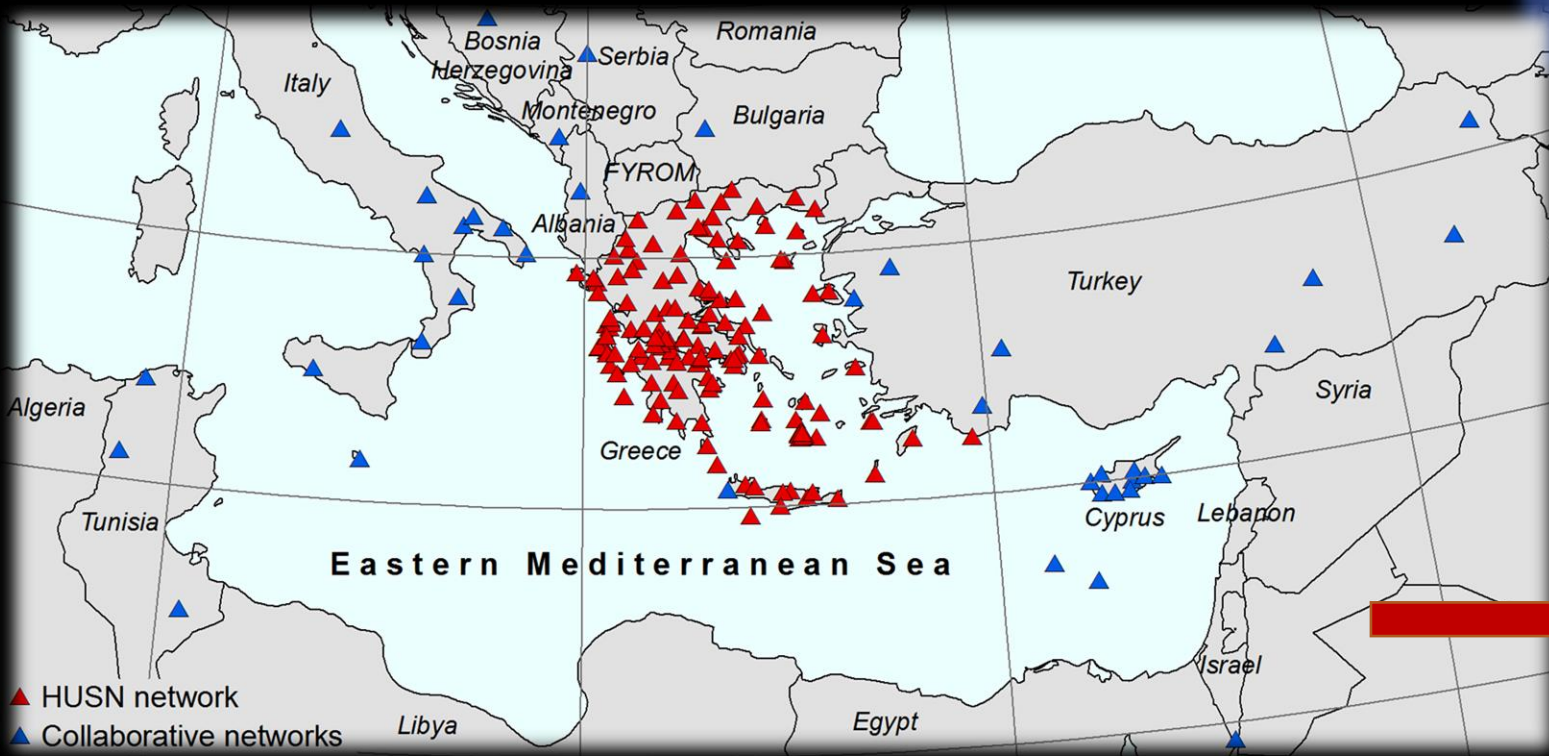 Romania
Bosnia
Herzegovina
Serbia
Italy
Montenegro
Bulgaria
FYROM
Albania
Turkey
Algeria
Syria
Greece
Tunisia
Cyprus
Lebanon
Eastern Mediterranean Sea
Israel
HUSN network
Libya
Egypt
Collaborative networks